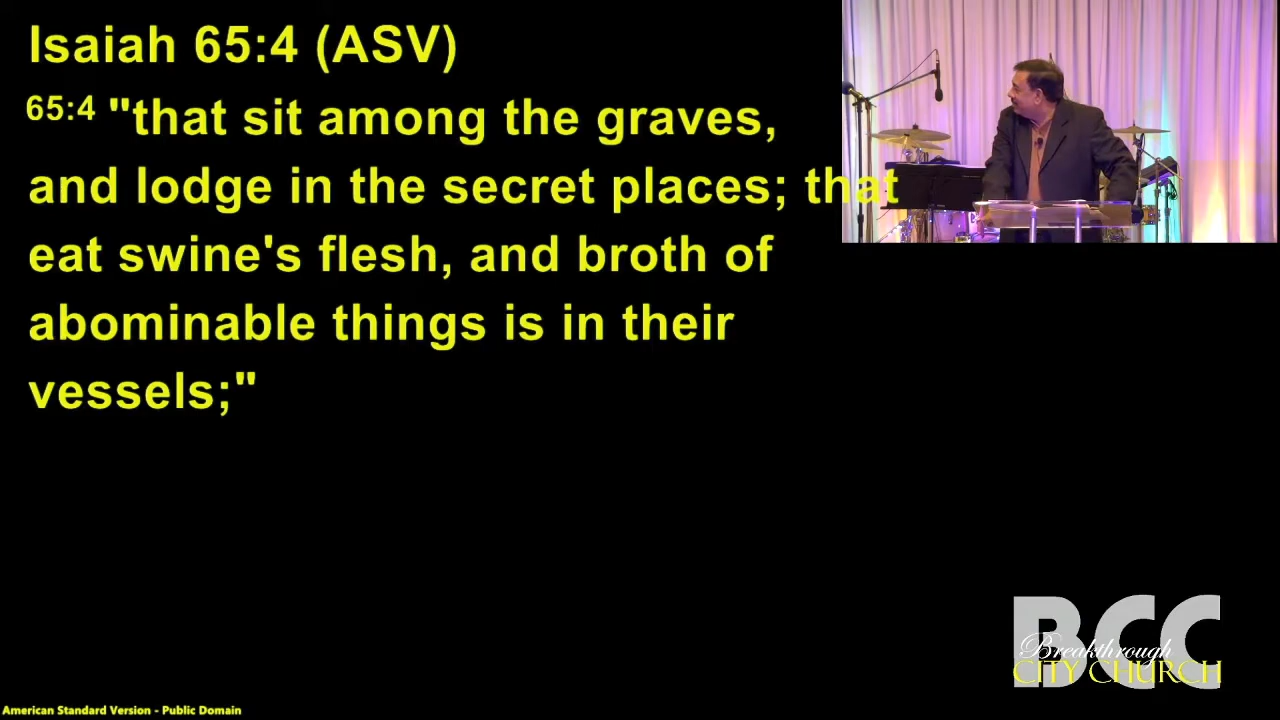 Isaiah 65:4 (ASV)
65:4 "that sit among the graves,
and lodge in the secret places; that
eat swine's flesh, and broth of
abominable things is in their
vessels;"
BCC
Breakthrough
CITY CHURCH
American Standard Version - Public Domain